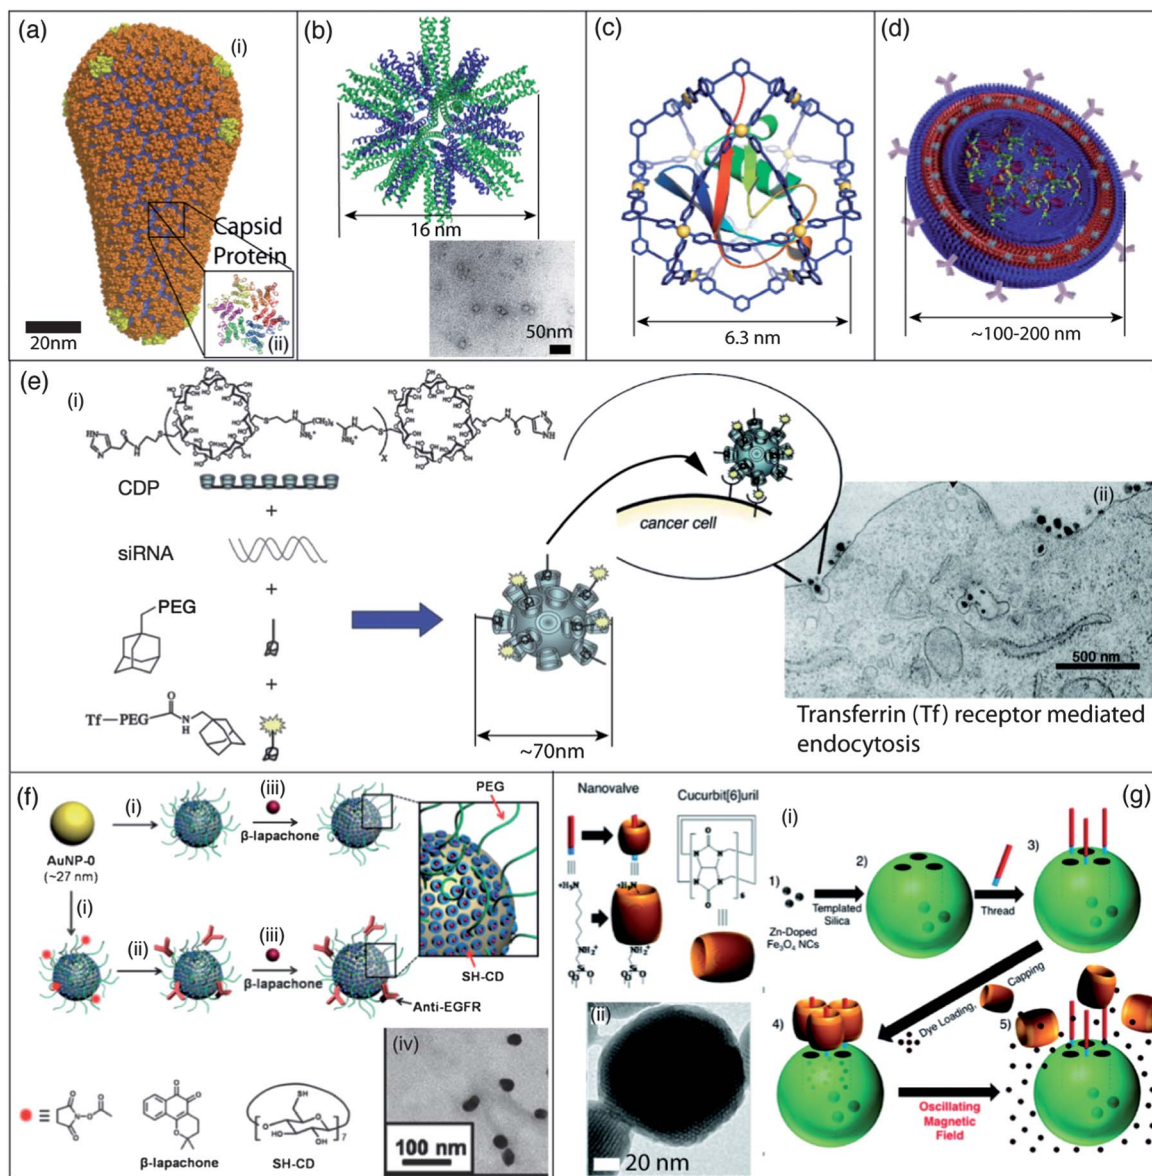 (a)
(i)
Capsid
Protein
20nm
(ii)
(b)
16 nm
50nm
(c)
6.3 nm
(d)
~100-200 nm
(e)
(i)
CDP
+
siRNA
+
PEG
+
Tf—PEG
O
N
H
x
cancer cell
~70nm
(ii)
500 nm
Transferrin (Tf) receptor mediated
endocytosis
(f)
AuNP-0
(~27 nm)
(i)
(iii)
β-lapachone
PEG
SH-CD
(i)
(ii)
(iii)
β-lapachone
Anti-EGFR
β-lapachone
SH
7
SH-CD
(iv)
100 nm
(g)
Nanovalve
Cucurbit[6]uril
(i)
1)
Zn-Doped
Fe₃O₄ NCs
Templated
Silica
2)
Thread
3)
Dye Loading,
Capping
4)
5)
Oscillating
Magnetic
Field
(ii)
20 nm